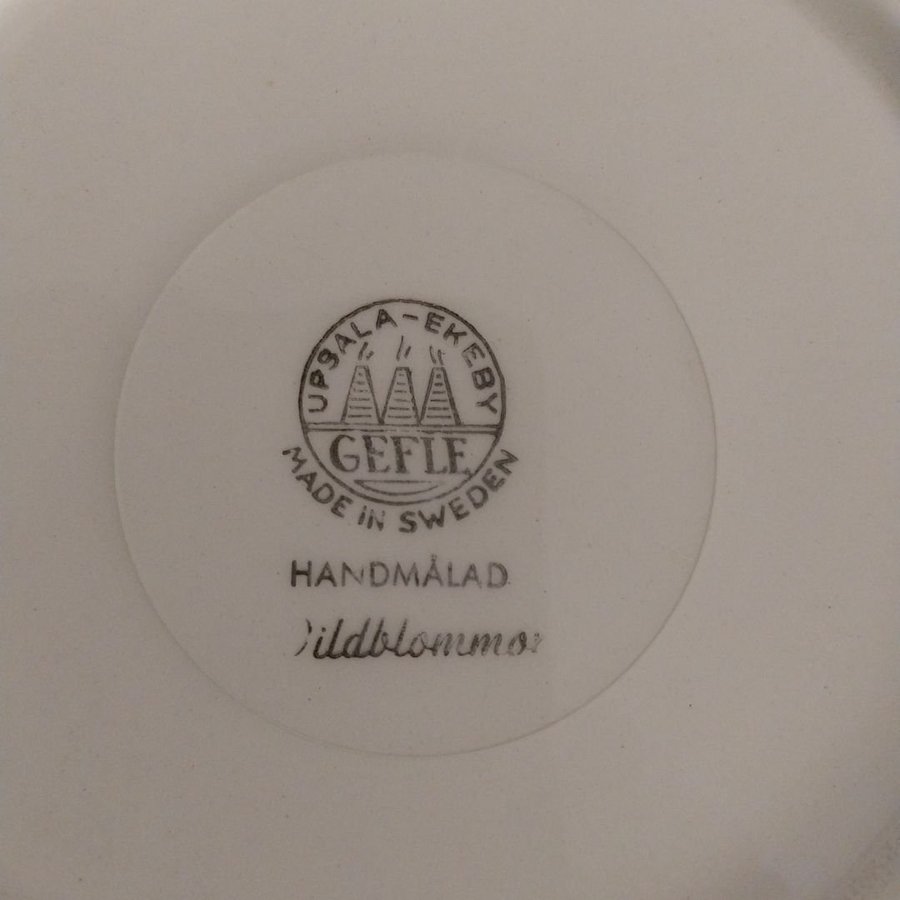 UPSALA-EKEBY
GEFLE
MADE IN SWEDEN
HANDMÅLAD